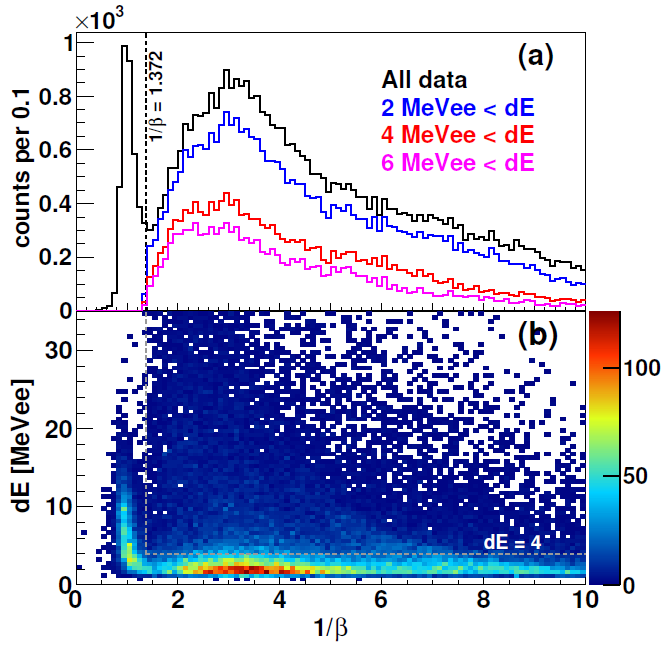 ×10³
(a)
1
0.8
0.6
0.4
0.2
0
counts per 0.1
1/β = 1.372
All data
2 MeVee < dE
4 MeVee < dE
6 MeVee < dE
(b)
30
20
10
0
dE [MeVee]
dE = 4
100
50
0
0 2 4 6 8 10
1/β